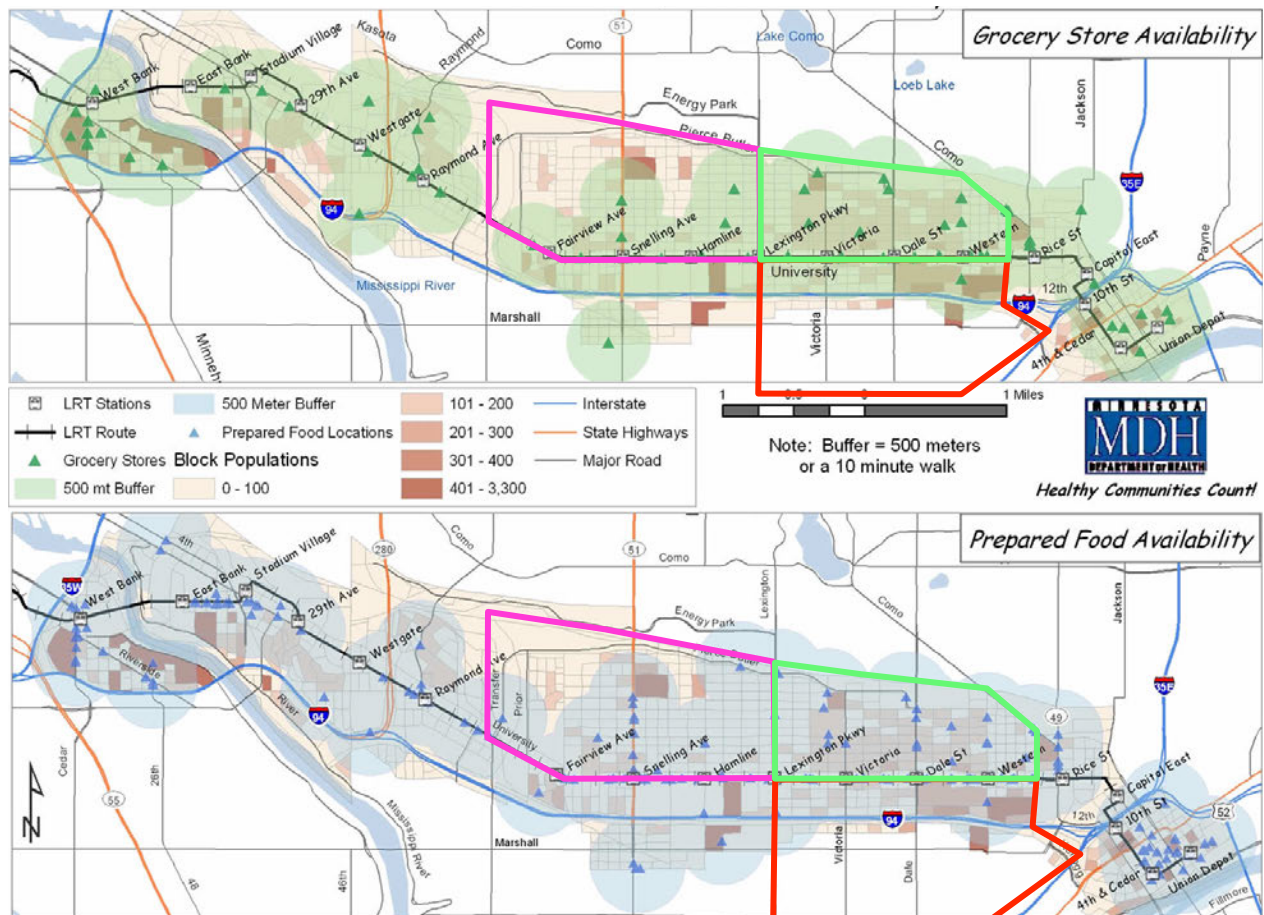 Grocery Store Availability
Kasota
Raymond
Como
51
Lake Como
Loeb Lake
Jackson
West Bank
East Bank
Stadium Village
29th Ave
Westgate
Raymond Ave
Energy Park
Como
35E
94
Fairview Ave
Snelling Ave
Hamline
Lexington Pkwy
Victoria
Dale St
Western
Rice St
Capitol East
Payne
University
Mississippi River
12th
10th St
94
Marshall
Victoria
4th & Cedar
Union Depot
LRT Stations
LRT Route
Grocery Stores
500 mt Buffer
500 Meter Buffer
Prepared Food Locations
Block Populations
0 - 100
101 - 200
201 - 300
301 - 400
401 - 3,300
Interstate
State Highways
Major Road
1 Miles
Note: Buffer = 500 meters
or a 10 minute walk
MINNESOTA
MDH
DEPARTMENT OF HEALTH
Healthy Communities Count!
Prepared Food Availability
4th
280
Como
51
Como
Lexington
Como
Jackson
35W
West Bank
East Bank
Stadium Village
29th Ave
Westgate
Raymond Ave
Energy Park
35E
Riverside
River
Transfer
Prior
University
49
94
Cedar
26th
Fairview Ave
Snelling Ave
Hamline
Lexington Pkwy
Victoria
Dale St
Western
Rice St
Capitol East
10th St
52
N
55
Mississippi River
94
12th
Marshall
Victoria
Dale
48
46th
4th & Cedar
Union Depot
Fillmore